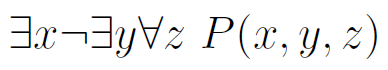 ∃x¬∃y∀z P(x, y, z)